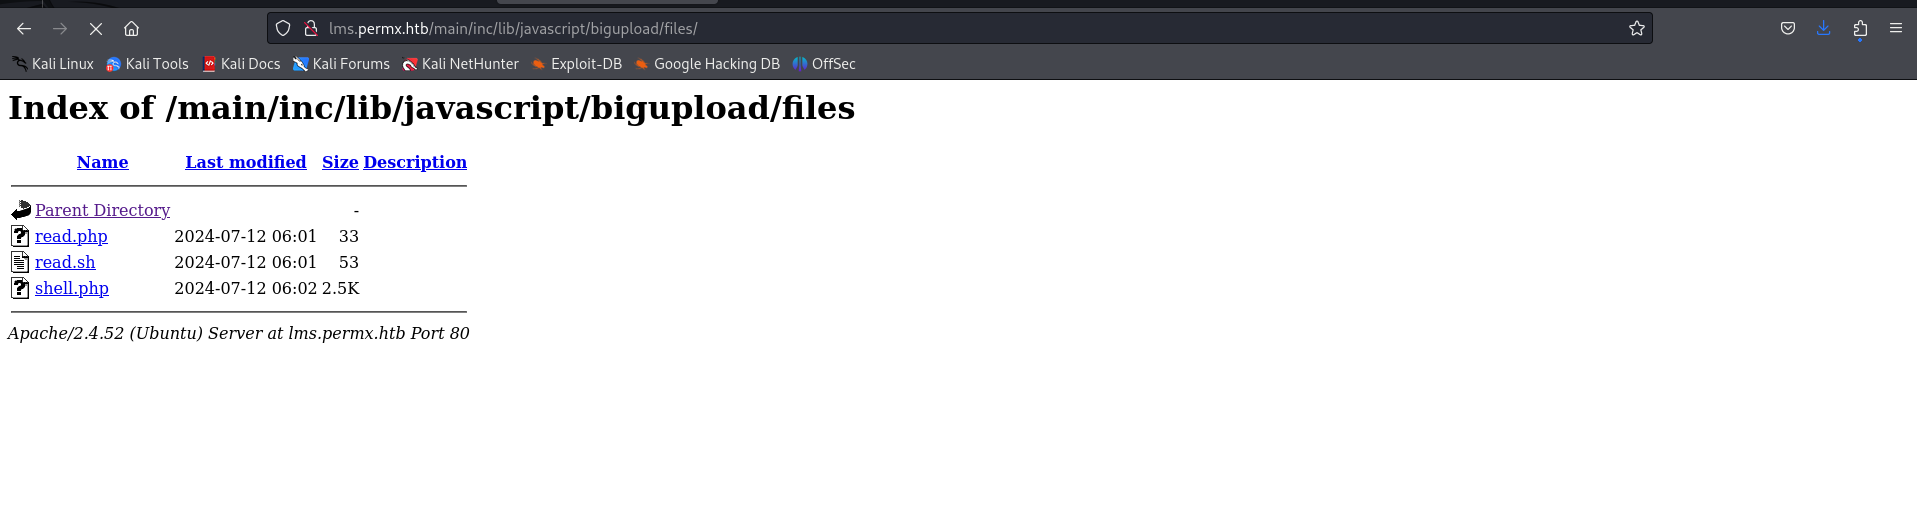 lms.permx.htb/main/inc/lib/javascript/bigupload/files/
Kali Linux Kali Tools Kali Docs Kali Forums Kali NetHunter Exploit-DB Google Hacking DB OffSec
Index of /main/inc/lib/javascript/bigupload/files
Name Last modified Size Description
Parent Directory -
read.php 2024-07-12 06:01 33
read.sh 2024-07-12 06:01 53
shell.php 2024-07-12 06:02 2.5K
Apache/2.4.52 (Ubuntu) Server at lms.permx.htb Port 80